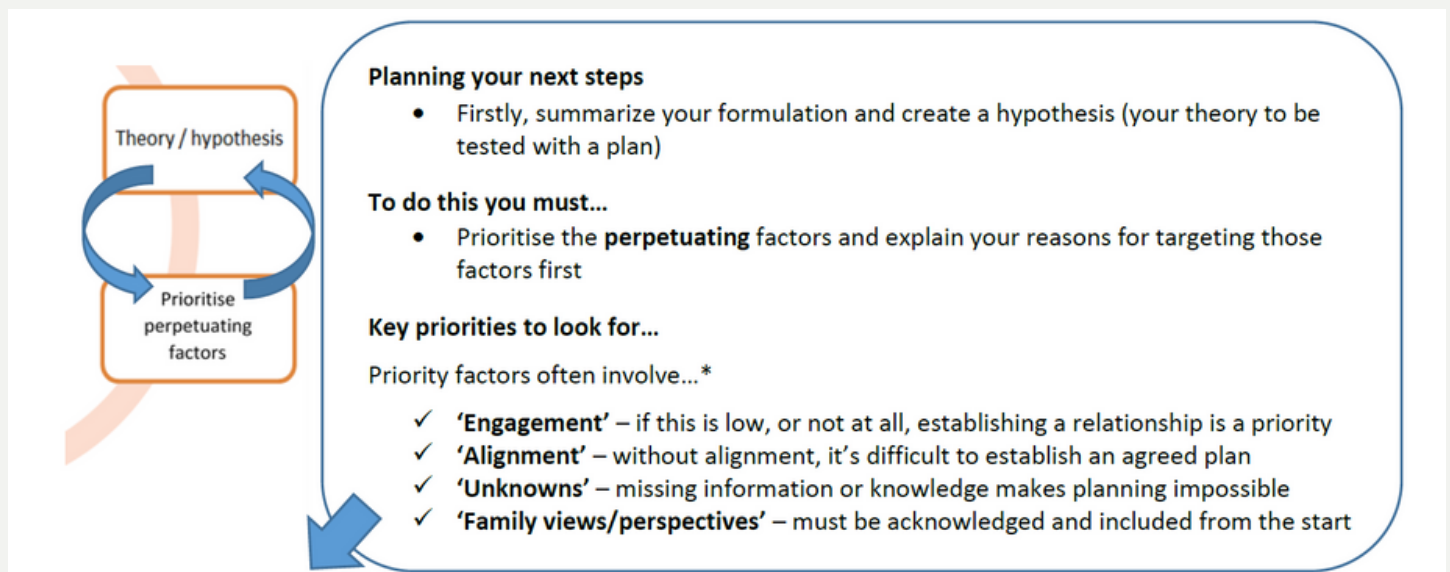 Theory / hypothesis
Prioritise
perpetuating
factors
Planning your next steps
• Firstly, summarize your formulation and create a hypothesis (your theory to be
tested with a plan)
To do this you must...
• Prioritise the perpetuating factors and explain your reasons for targeting those
factors first
Key priorities to look for...
Priority factors often involve...*
✓ ‘Engagement’ – if this is low, or not at all, establishing a relationship is a priority
✓ ‘Alignment’ – without alignment, it’s difficult to establish an agreed plan
✓ ‘Unknowns’ – missing information or knowledge makes planning impossible
✓ ‘Family views/perspectives’ – must be acknowledged and included from the start